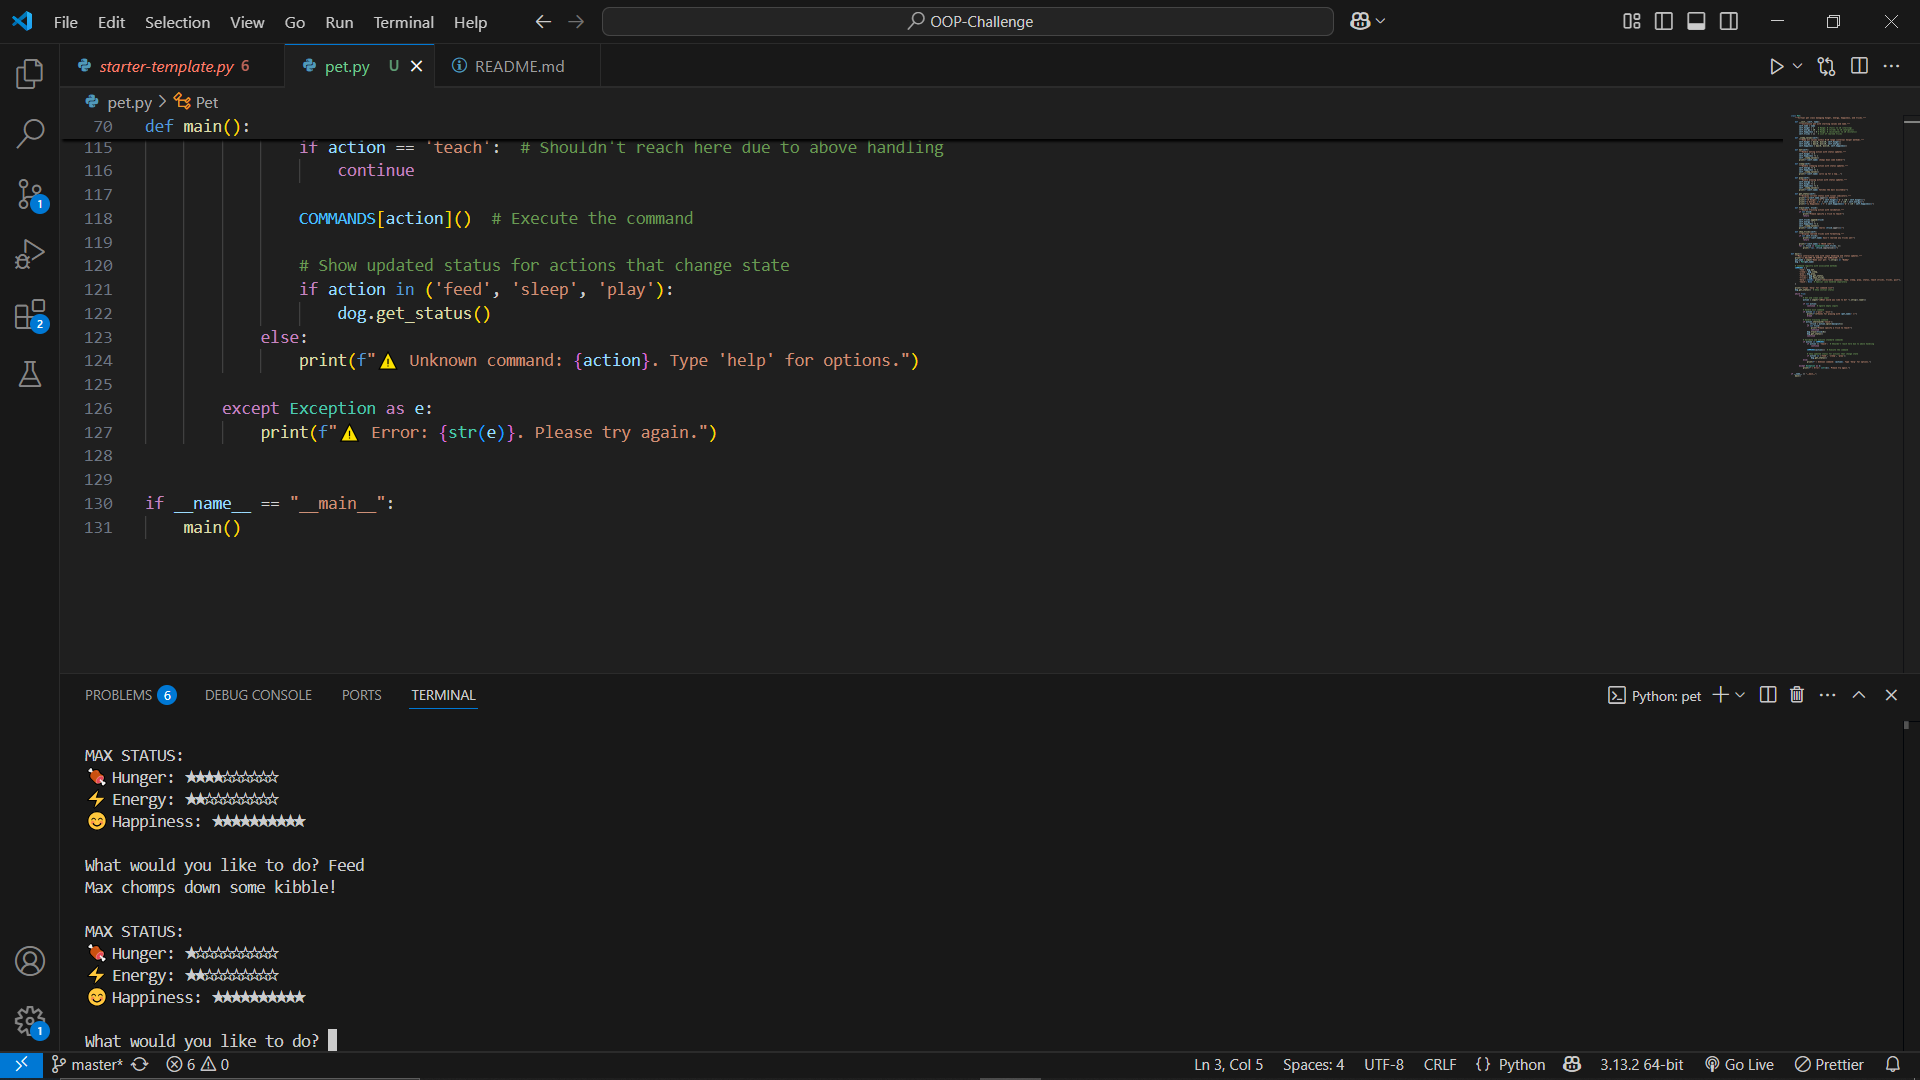 File Edit Selection View Go Run Terminal Help
OOP-Challenge
starter-template.py 6
pet.py U
README.md
pet.py > Pet
70 def main():
115 if action == 'teach': # Shouldn't reach here due to above handling
116 continue
117
118 COMMANDS[action]() # Execute the command
119
120 # Show updated status for actions that change state
121 if action in ('feed', 'sleep', 'play'):
122 dog.get_status()
123 else:
124 print(f"⚠️ Unknown command: {action}. Type 'help' for options.")
125
126 except Exception as e:
127 print(f"⚠️ Error: {str(e)}. Please try again.")
128
129
130 if __name__ == "__main__":
131 main()
PROBLEMS 6 DEBUG CONSOLE PORTS TERMINAL
Python: pet
MAX STATUS:
🍖 Hunger: ★★★★☆☆☆☆☆☆
⚡ Energy: ★★☆☆☆☆☆☆☆☆
😊 Happiness: ★★★★★★★★★★
What would you like to do? Feed
Max chomps down some kibble!
MAX STATUS:
🍖 Hunger: ★☆☆☆☆☆☆☆☆☆
⚡ Energy: ★★☆☆☆☆☆☆☆☆
😊 Happiness: ★★★★★★★★★★
What would you like to do?
1
2
1
master* 6 0
Ln 3, Col 5 Spaces: 4 UTF-8 CRLF {} Python 3.13.2 64-bit Go Live Prettier